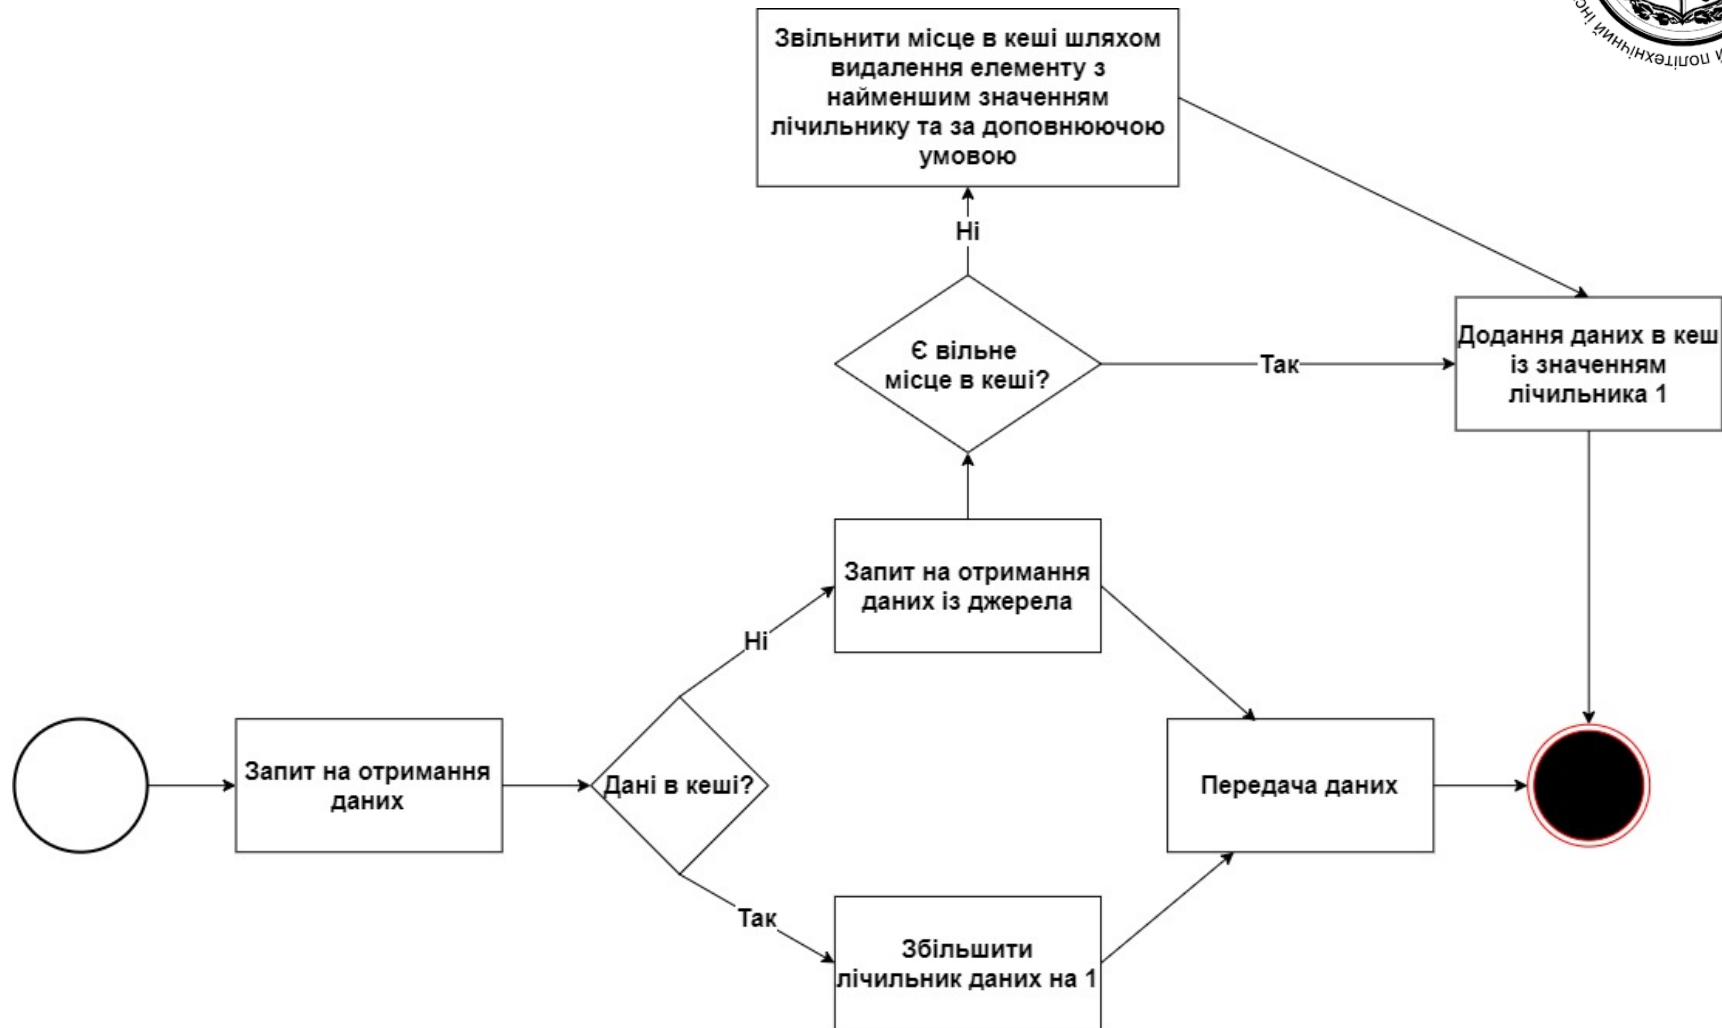 Звільнити місце в кеші шляхом
видалення елементу з
найменшим значенням
лічильнику та за доповнюючою
умовою
й політехнічний інс
Ні
Є вільне
місце в кеші?
Так
Додання даних в кеш
із значенням
лічильника 1
Запит на отримання
даних із джерела
Ні
Запит на отримання
даних
Дані в кеші?
Передача даних
Так
Збільшити
лічильник даних на 1